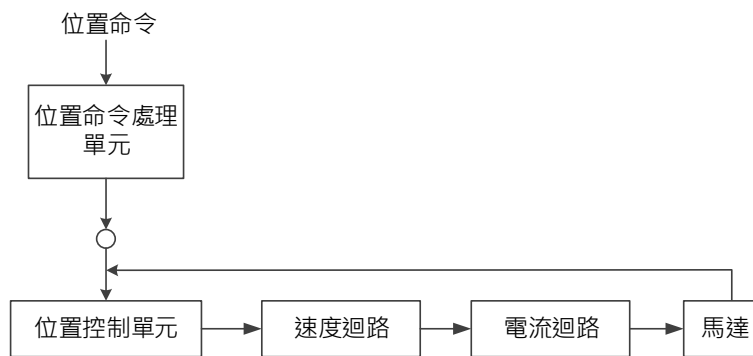 位置命令
位置命令處理
單元
位置控制單元
速度迴路
電流迴路
馬達